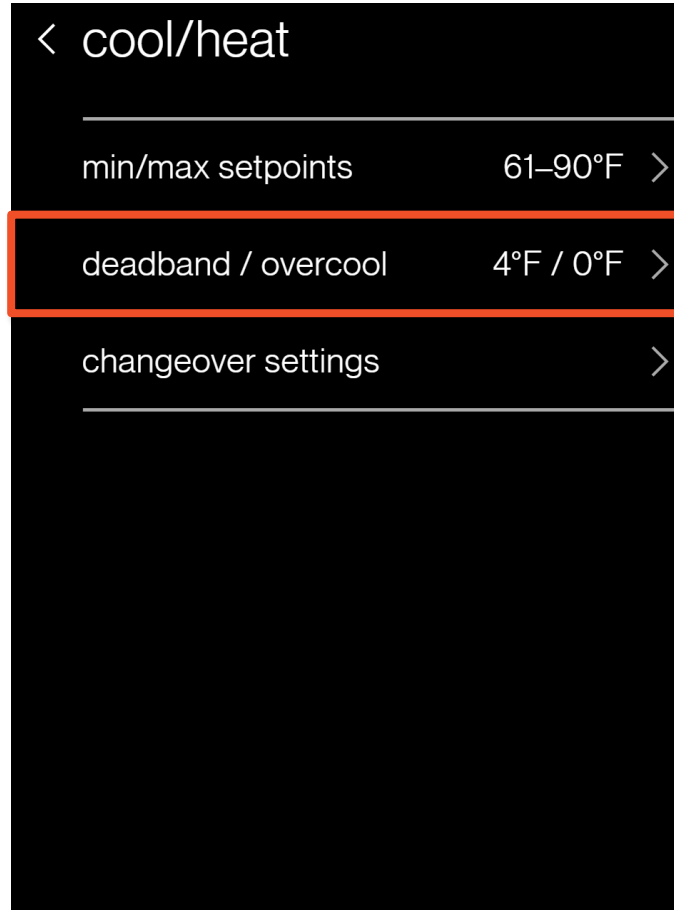 cool/heat
min/max setpoints 61–90°F
deadband / overcool 4°F / 0°F
changeover settings